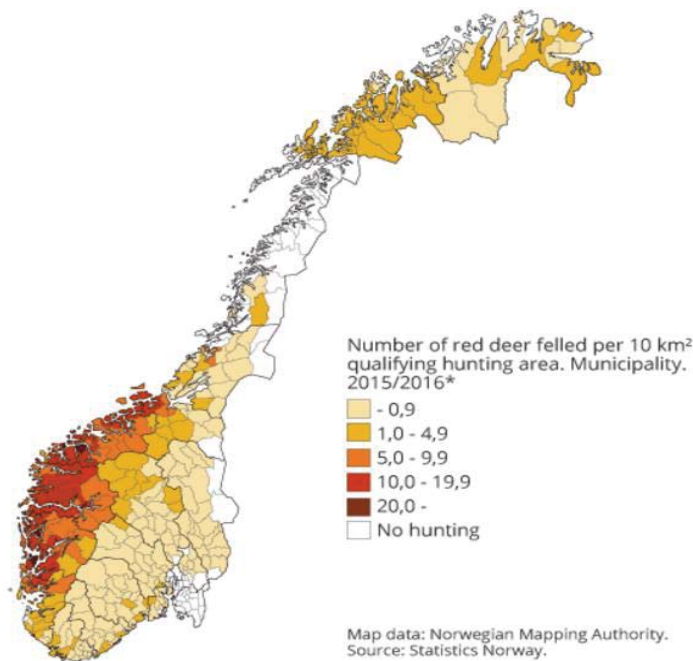 Number of red deer felled per 10 km²
qualifying hunting area. Municipality.
2015/2016*
- 0,9
1,0 - 4,9
5,0 - 9,9
10,0 - 19,9
20,0 -
No hunting
Map data: Norwegian Mapping Authority.
Source: Statistics Norway.